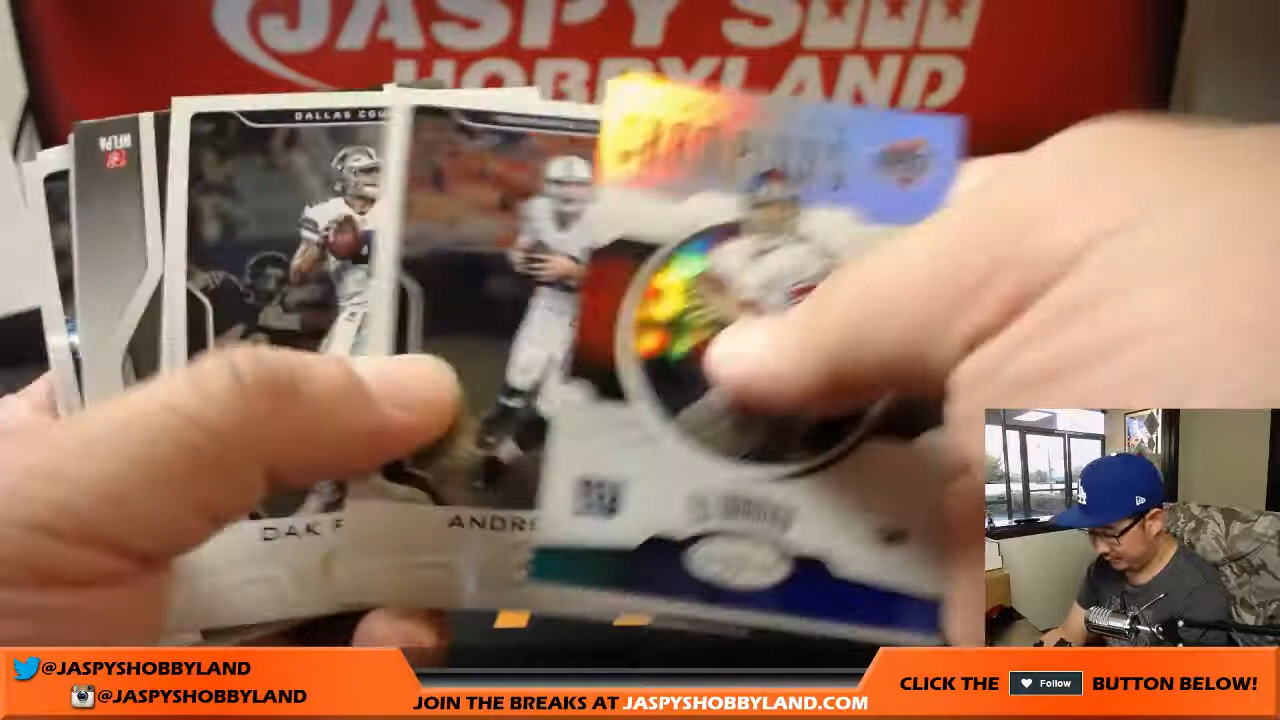 JASPY'S
HOBBYLAND
NFLPA
DALLAS COW
DAK P
ANDRE
@JASPYSHOBBYLAND
@JASPYSHOBBYLAND
JOIN THE BREAKS AT JASPYSHOBBYLAND.COM
CLICK THE Follow BUTTON BELOW!